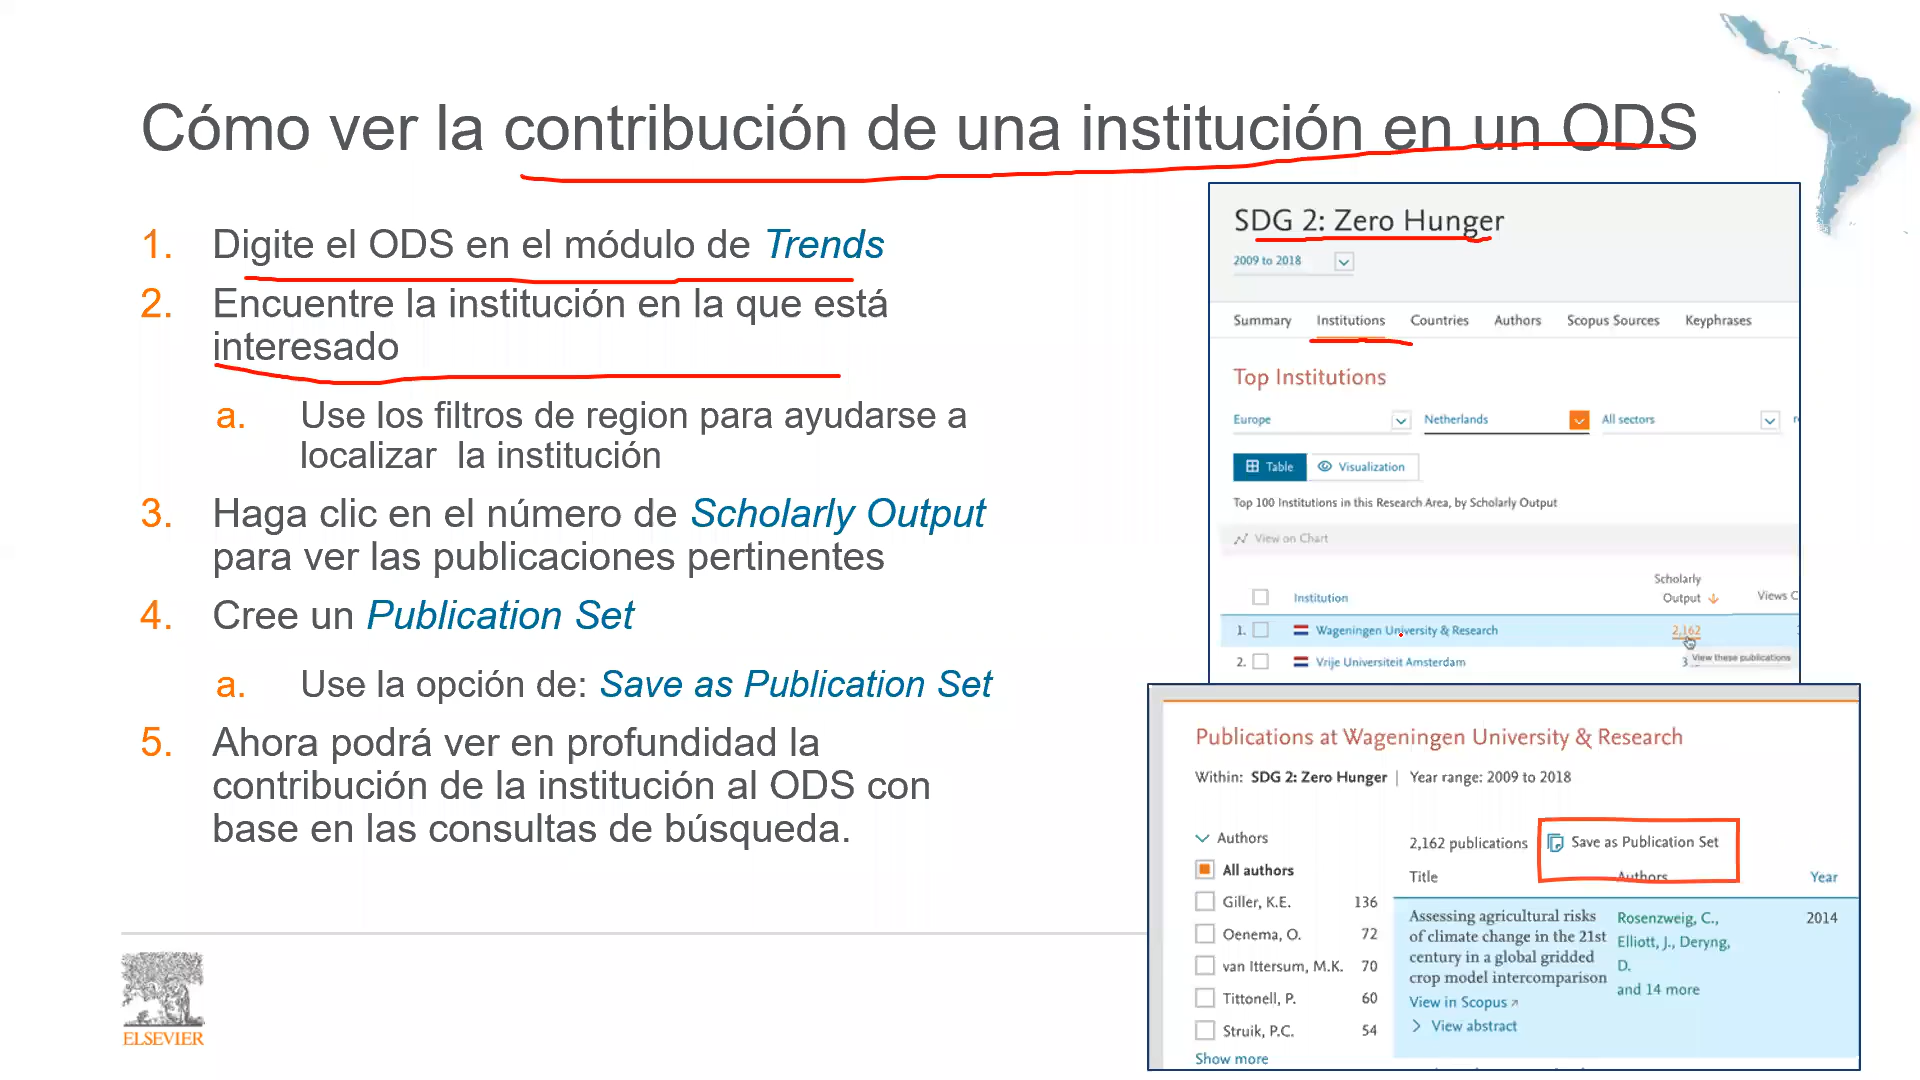 Cómo ver la contribución de una institución en un ODS
1. Digite el ODS en el módulo de Trends
2. Encuentre la institución en la que está
interesado
a. Use los filtros de region para ayudarse a
localizar la institución
3. Haga clic en el número de Scholarly Output
para ver las publicaciones pertinentes
4. Cree un Publication Set
a. Use la opción de: Save as Publication Set
5. Ahora podrá ver en profundidad la
contribución de la institución al ODS con
base en las consultas de búsqueda.
ELSEVIER
SDG 2: Zero Hunger
2009 to 2018
Summary Institutions Countries Authors Scopus Sources Keyphrases
Top Institutions
Europe Netherlands All sectors
Table Visualization
Top 100 Institutions in this Research Area, by Scholarly Output
View on Chart
Institution Scholarly Output Views C
1. Wageningen University & Research 2,162
View these publications
2. Vrije Universiteit Amsterdam
Publications at Wageningen University & Research
Within: SDG 2: Zero Hunger | Year range: 2009 to 2018
Authors
All authors
Giller, K.E. 136
Oenema, O. 72
van Ittersum, M.K. 70
Tittonell, P. 60
Struik, P.C. 54
Show more
2,162 publications Save as Publication Set
Title Authors Year
Assessing agricultural risks
of climate change in the 21st
century in a global gridded
crop model intercomparison
View in Scopus
View abstract
Rosenzweig, C.,
Elliott, J., Deryng,
D.
and 14 more
2014